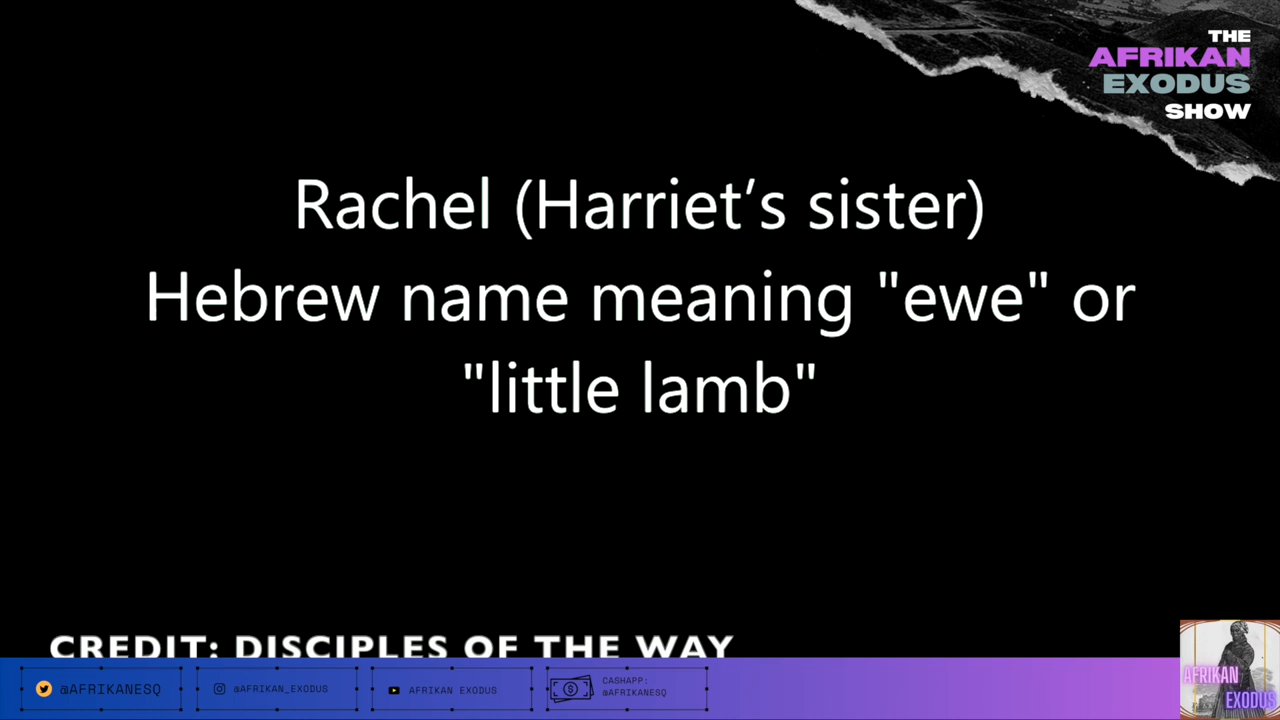 THE
AFRIKAN
EXODUS
SHOW
Rachel (Harriet’s sister)
Hebrew name meaning "ewe" or
"little lamb"
CREDIT: DISCIPLES OF THE WAY
@AFRIKANESQ
@AFRIKAN_EXODUS
AFRIKAN EXODUS
CASHAPP:
@AFRIKANESQ
AFRIKAN
EXODUS